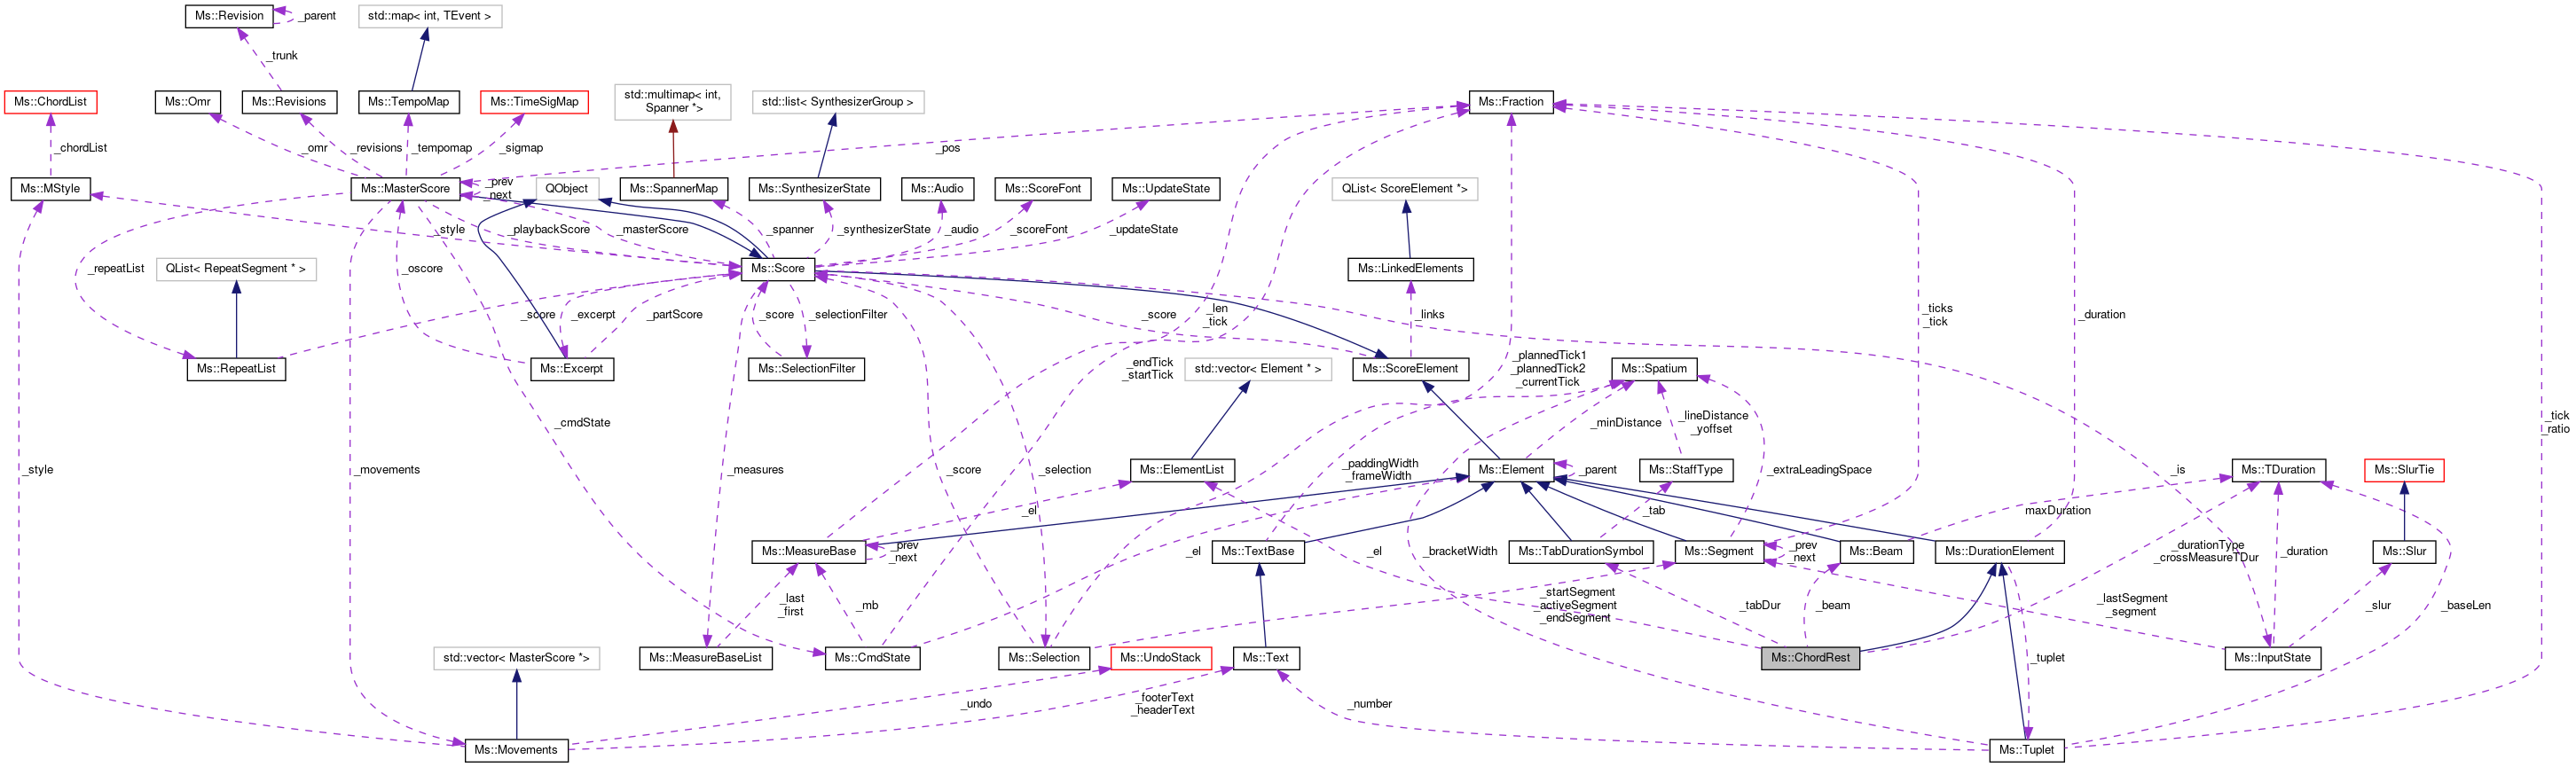 Ms::Revision
_parent
std::map< int, TEvent >
_trunk
Ms::ChordList
Ms::Omr
Ms::Revisions
Ms::TempoMap
Ms::TimeSigMap
std::multimap< int,
Spanner *>
std::list< SynthesizerGroup >
Ms::Fraction
_chordList
_omr
_revisions
_tempomap
_sigmap
_pos
Ms::MStyle
Ms::MasterScore
_prev
_next
QObject
Ms::SpannerMap
Ms::SynthesizerState
Ms::Audio
Ms::ScoreFont
Ms::UpdateState
QList< ScoreElement *>
_style
_playbackScore
_masterScore
_spanner
_synthesizerState
_audio
_scoreFont
_updateState
_repeatList
QList< RepeatSegment * >
_oscore
Ms::Score
Ms::LinkedElements
_score
_excerpt
_partScore
_score
_selectionFilter
_score
_len
_tick
_links
_ticks
_tick
_duration
Ms::RepeatList
Ms::Excerpt
Ms::SelectionFilter
_endTick
_startTick
std::vector< Element * >
Ms::ScoreElement
_plannedTick1
_plannedTick2
_currentTick
Ms::Spatium
_cmdState
_minDistance
_lineDistance
_yoffset
_tick
_ratio
_style
_movements
_measures
_score
_selection
Ms::ElementList
_paddingWidth
_frameWidth
Ms::Element
_parent
Ms::StaffType
_extraLeadingSpace
_is
Ms::TDuration
Ms::SlurTie
_el
_tab
maxDuration
Ms::MeasureBase
_prev
_next
_el
Ms::TextBase
_el
_bracketWidth
Ms::TabDurationSymbol
Ms::Segment
_prev
_next
Ms::Beam
Ms::DurationElement
_durationType
_crossMeasureTDur
_duration
Ms::Slur
_last
_first
_mb
_startSegment
_activeSegment
_endSegment
_tabDur
_beam
_lastSegment
_segment
_slur
_baseLen
std::vector< MasterScore *>
Ms::MeasureBaseList
Ms::CmdState
Ms::Selection
Ms::UndoStack
Ms::Text
Ms::ChordRest
_tuplet
Ms::InputState
_undo
_footerText
_headerText
_number
Ms::Movements
Ms::Tuplet